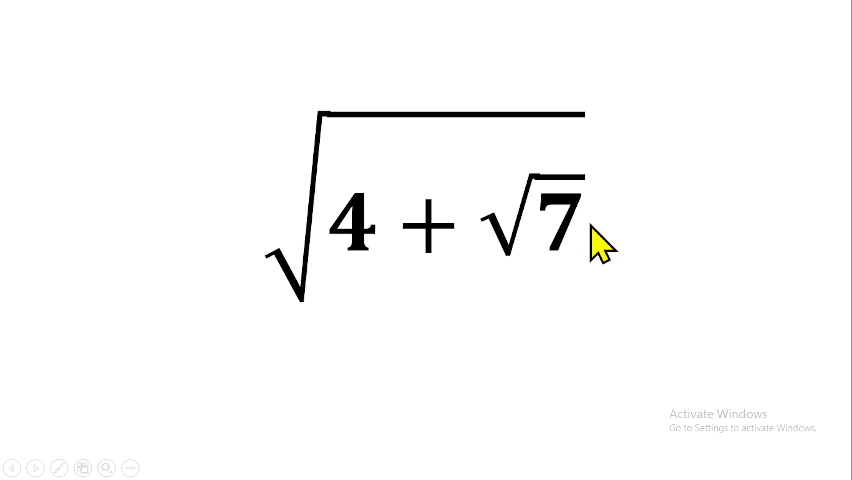 √(4 + √7)
Activate Windows
Go to Settings to activate Windows.